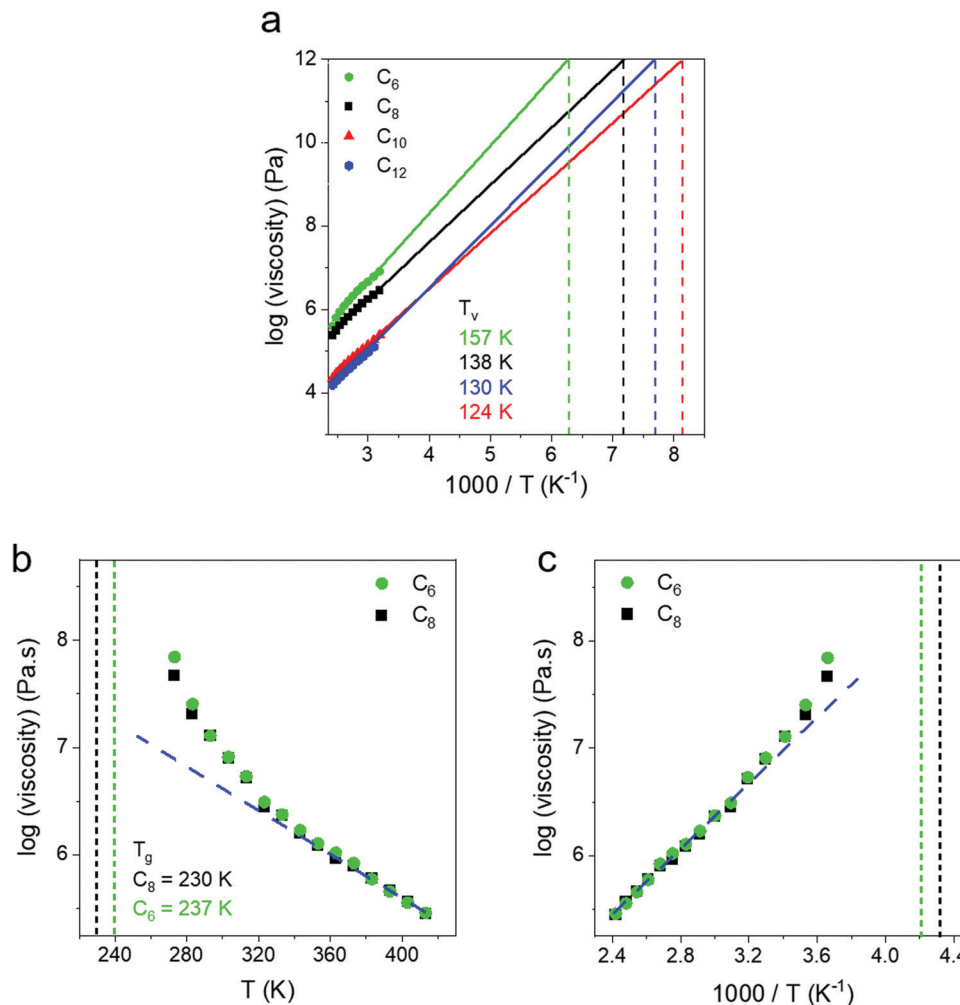 a
12
10
8
6
4
log (viscosity) (Pa)
C₆
C₈
C₁₀
C₁₂
Tᵥ
157 K
138 K
130 K
124 K
3 4 5 6 7 8
1000 / T (K⁻¹)
b
8
7
6
log (viscosity) (Pa.s)
C₆
C₈
T_g
C₈ = 230 K
C₆ = 237 K
240 280 320 360 400
T (K)
c
8
7
6
log (viscosity) (Pa.s)
C₆
C₈
2.4 2.8 3.2 3.6 4.0 4.4
1000 / T (K⁻¹)